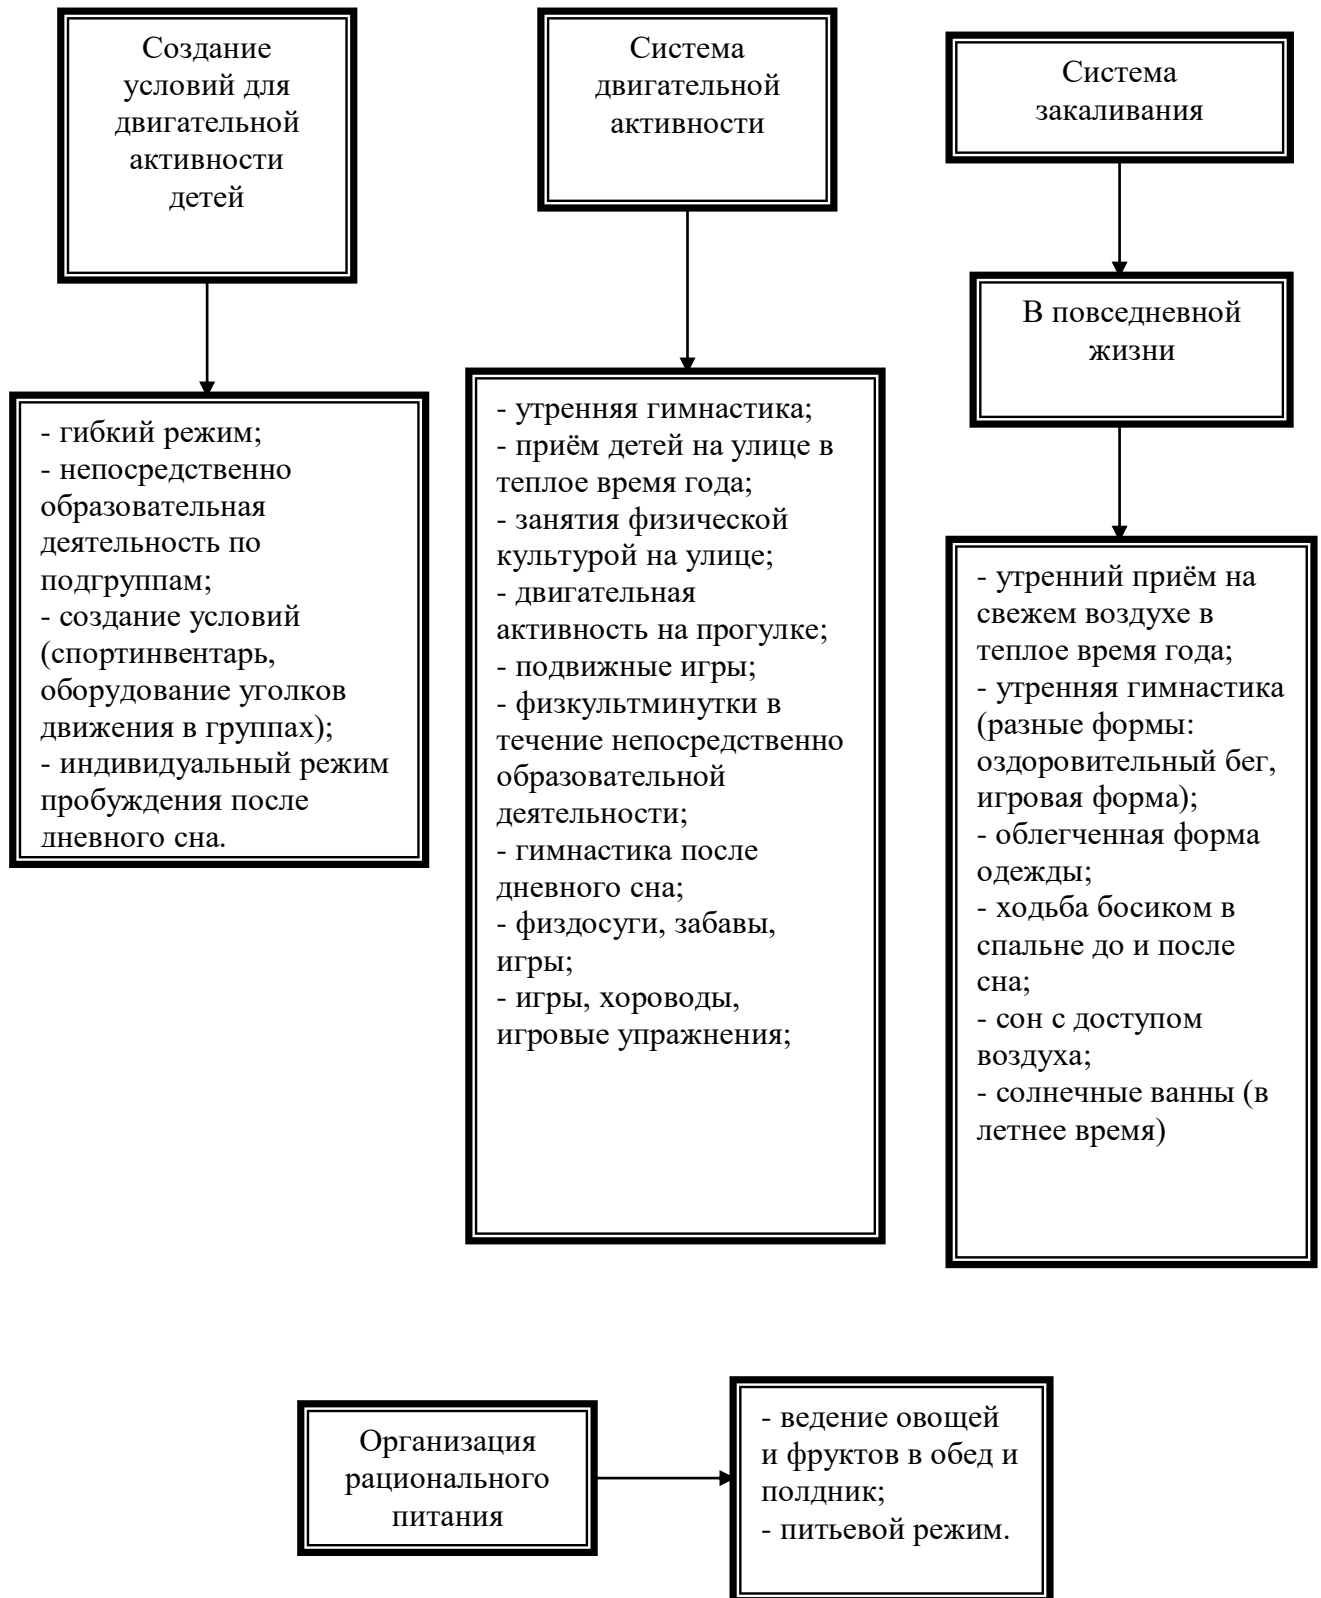 Создание
условий для
двигательной
активности
детей
- гибкий режим;
- непосредственно
образовательная
деятельность по
подгруппам;
- создание условий
(спортинвентарь,
оборудование уголков
движения в группах);
- индивидуальный режим
пробуждения после
дневного сна.
Система
двигательной
активности
- утренняя гимнастика;
- приём детей на улице в
теплое время года;
- занятия физической
культурой на улице;
- двигательная
активность на прогулке;
- подвижные игры;
- физкультминутки в
течение непосредственно
образовательной
деятельности;
- гимнастика после
дневного сна;
- физдосуги, забавы,
игры;
- игры, хороводы,
игровые упражнения;
Система
закаливания
В повседневной
жизни
- утренний приём на
свежем воздухе в
теплое время года;
- утренняя гимнастика
(разные формы:
оздоровительный бег,
игровая форма);
- облегченная форма
одежды;
- ходьба босиком в
спальне до и после
сна;
- сон с доступом
воздуха;
- солнечные ванны (в
летнее время)
Организация
рационального
питания
- ведение овощей
и фруктов в обед и
полдник;
- питьевой режим.